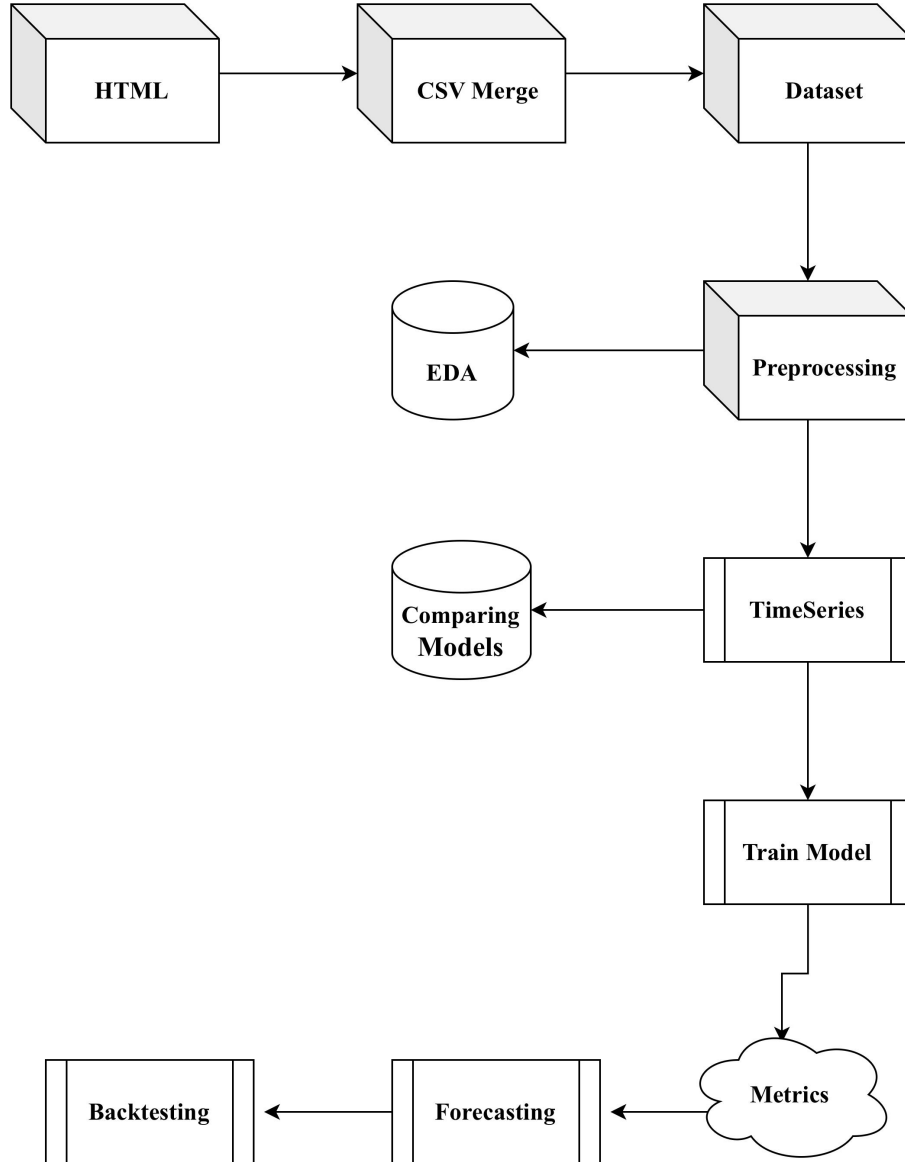 HTML
CSV Merge
Dataset
EDA
Preprocessing
Comparing
Models
TimeSeries
Train Model
Backtesting
Forecasting
Metrics